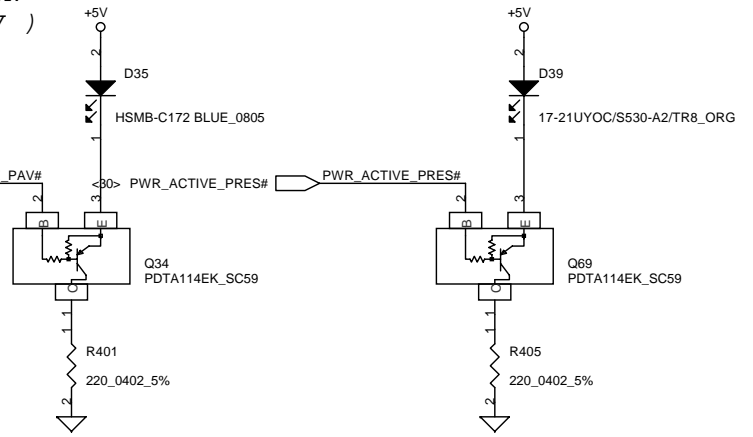 )
+5V
+5V
2
2
D35
D39
HSMB-C172 BLUE_0805
17-21UYOC/S530-A2/TR8_ORG
1
1
_PAV#
<30> PWR_ACTIVE_PRES#
PWR_ACTIVE_PRES#
2
3
2
3
B
E
B
E
Q34
PDTA114EK_SC59
Q69
PDTA114EK_SC59
C
C
1
1
1
1
R401
R405
220_0402_5%
220_0402_5%
2
2